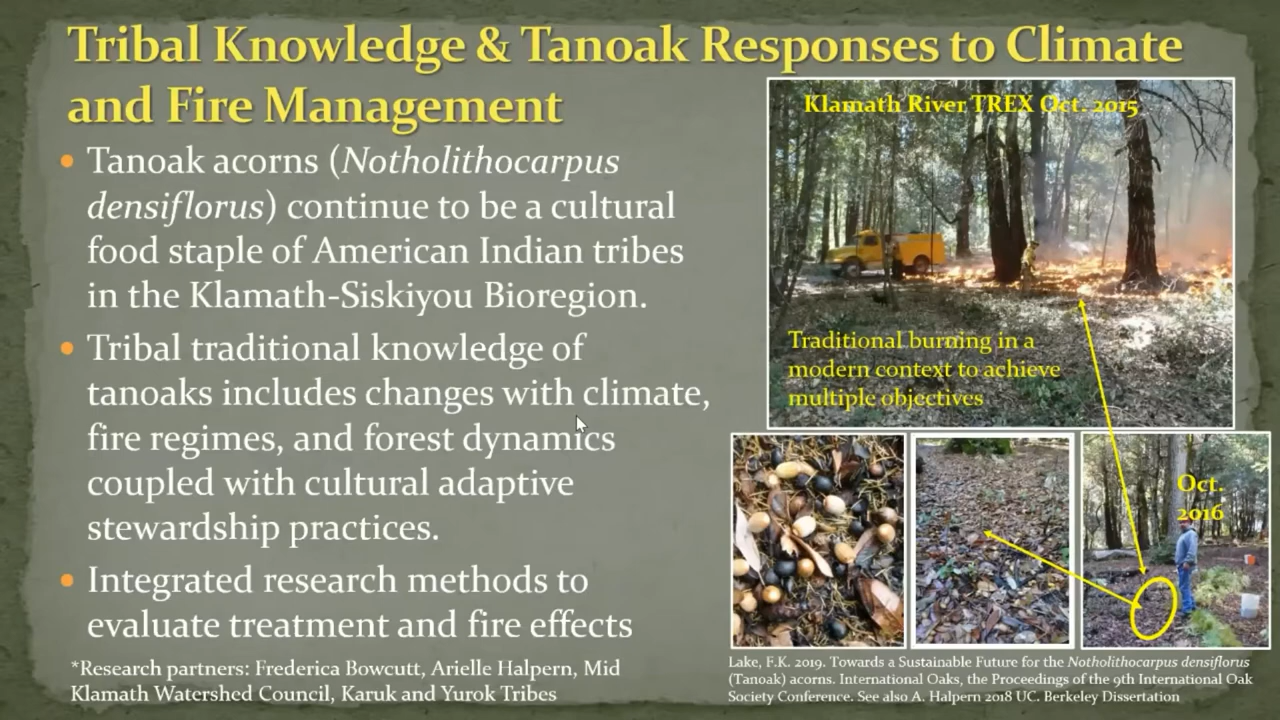 Tribal Knowledge & Tanoak Responses to Climate
and Fire Management
• Tanoak acorns (Notholithocarpus
densiflorus) continue to be a cultural
food staple of American Indian tribes
in the Klamath-Siskiyou Bioregion.
• Tribal traditional knowledge of
tanoaks includes changes with climate,
fire regimes, and forest dynamics
coupled with cultural adaptive
stewardship practices.
• Integrated research methods to
evaluate treatment and fire effects
*Research partners: Frederica Bowcutt, Arielle Halpern, Mid
Klamath Watershed Council, Karuk and Yurok Tribes
Klamath River TREX Oct. 2015
Traditional burning in a
modern context to achieve
multiple objectives
Oct.
2016
Lake, F.K. 2019. Towards a Sustainable Future for the Notholithocarpus densiflorus
(Tanoak) acorns. International Oaks, the Proceedings of the 9th International Oak
Society Conference. See also A. Halpern 2018 UC. Berkeley Dissertation